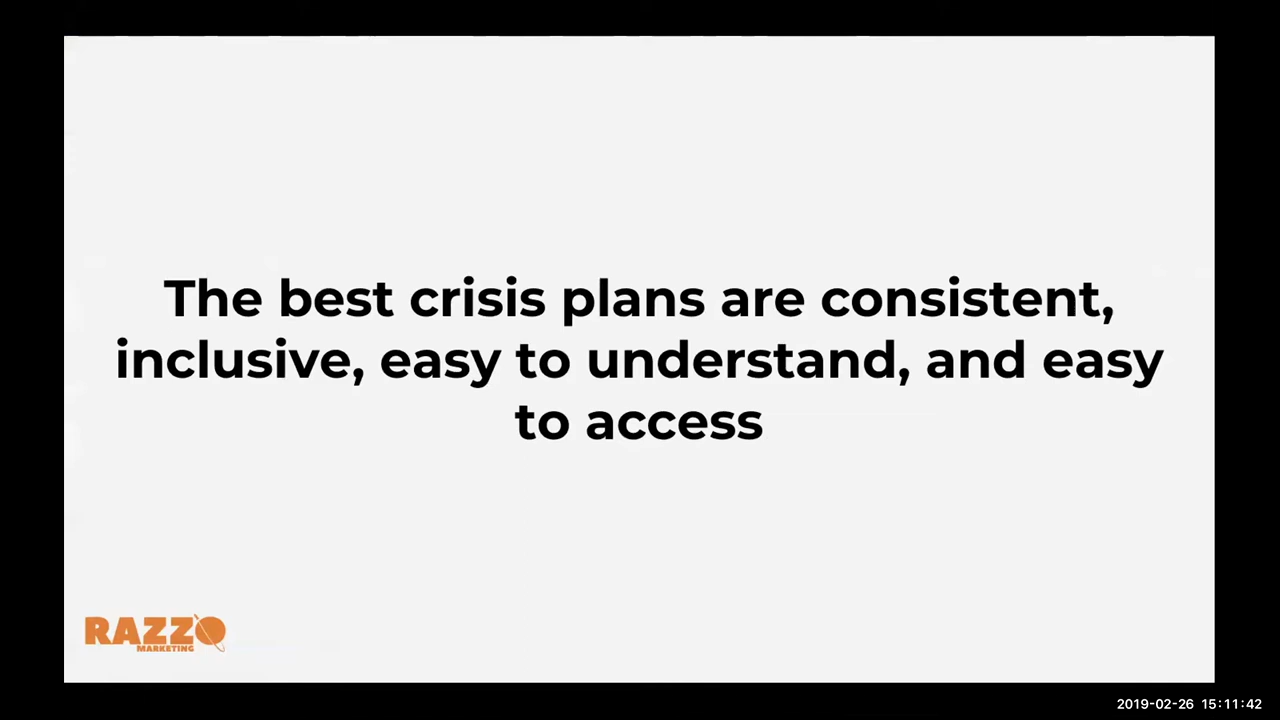 The best crisis plans are consistent,
inclusive, easy to understand, and easy
to access
RAZZO
MARKETING
2019-02-26 15:11:42